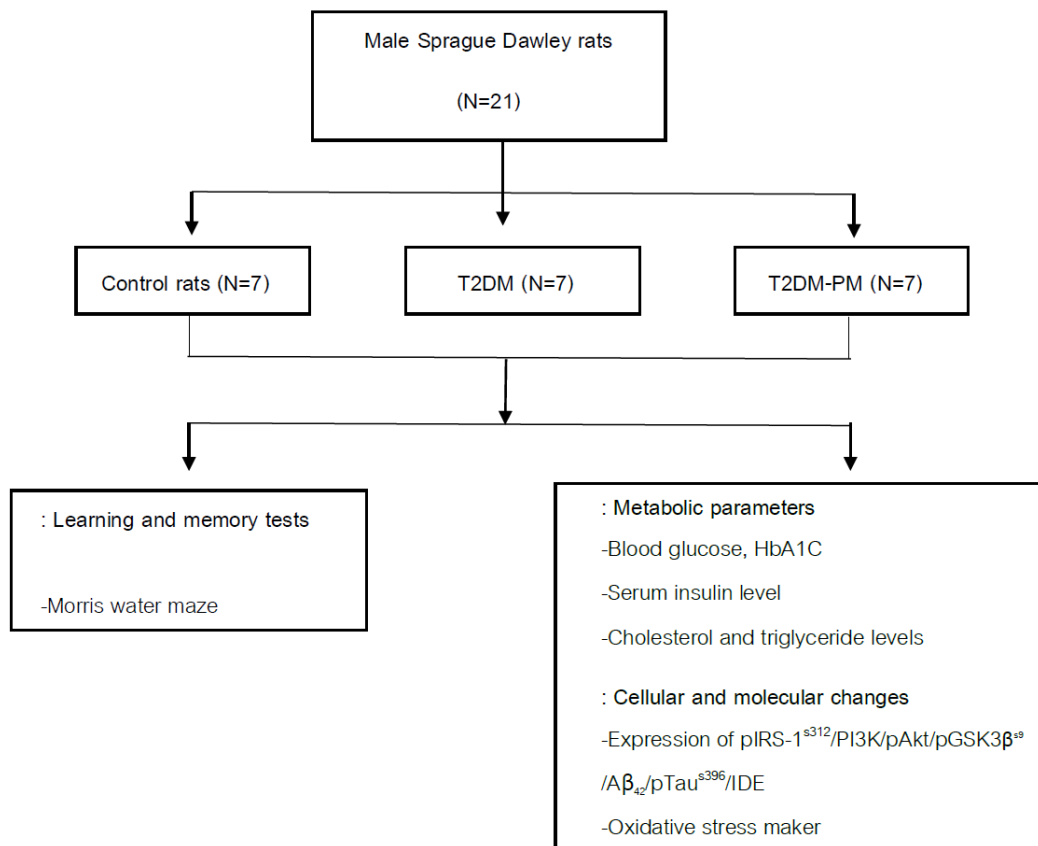 Male Sprague Dawley rats
(N=21)
Control rats (N=7)
T2DM (N=7)
T2DM-PM (N=7)
: Learning and memory tests
-Morris water maze
: Metabolic parameters
-Blood glucose, HbA1C
-Serum insulin level
-Cholesterol and triglyceride levels
: Cellular and molecular changes
-Expression of pIRS-1ˢ³¹²/PI3K/pAkt/pGSK3βˢ⁹
/Aβ₄₂/pTauˢ³⁹⁶/IDE
-Oxidative stress maker